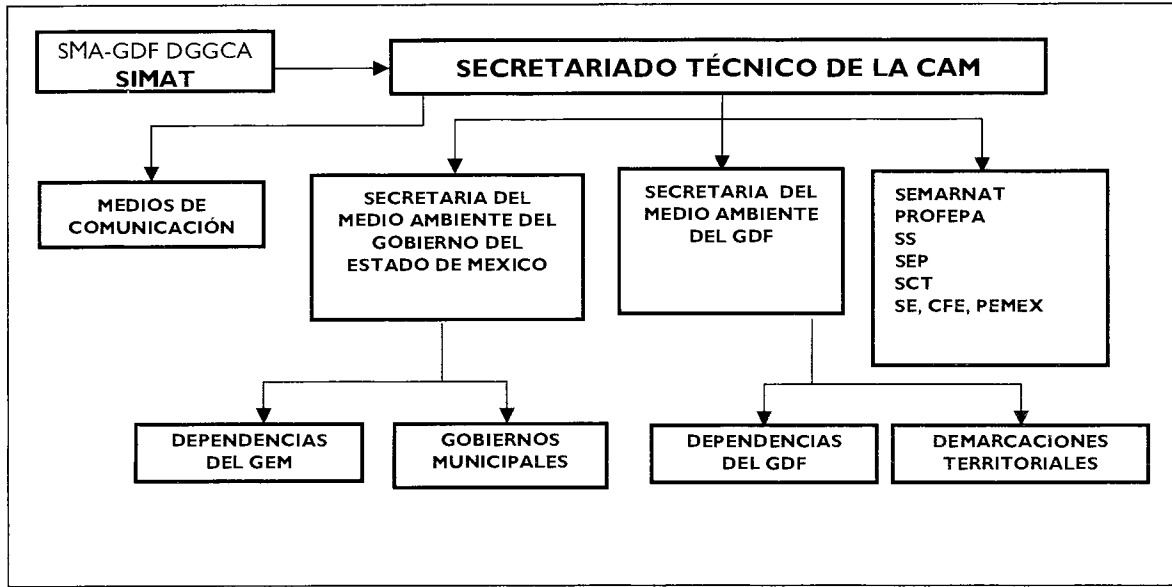 SMA-GDF DGGCA
SIMAT
SECRETARIADO TÉCNICO DE LA CAM
MEDIOS DE
COMUNICACIÓN
SECRETARIA DEL
MEDIO AMBIENTE DEL
GOBIERNO DEL
ESTADO DE MEXICO
SECRETARIA DEL
MEDIO AMBIENTE
DEL GDF
SEMARNAT
PROFEPA
SS
SEP
SCT
SE, CFE, PEMEX
DEPENDENCIAS
DEL GEM
GOBIERNOS
MUNICIPALES
DEPENDENCIAS
DEL GDF
DEMARCACIONES
TERRITORIALES